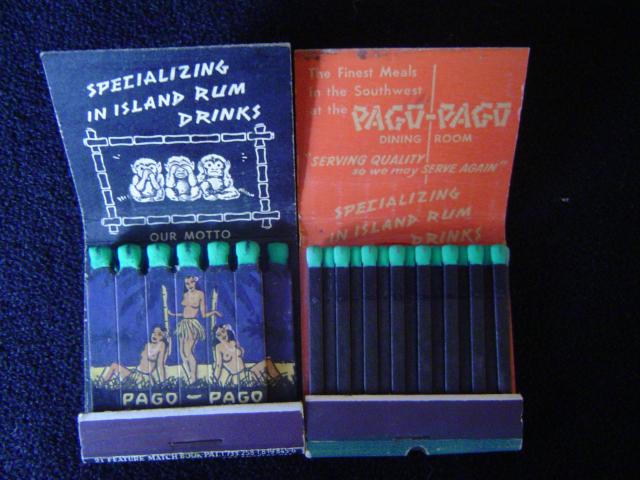 SPECIALIZING
IN ISLAND RUM
DRINKS
OUR MOTTO
PAGO - PAGO
The Finest Meals
in the Southwest
at the PAGO-PAGO
DINING ROOM
"SERVING QUALITY
so we may SERVE AGAIN"
SPECIALIZING
IN ISLAND RUM
DRINKS